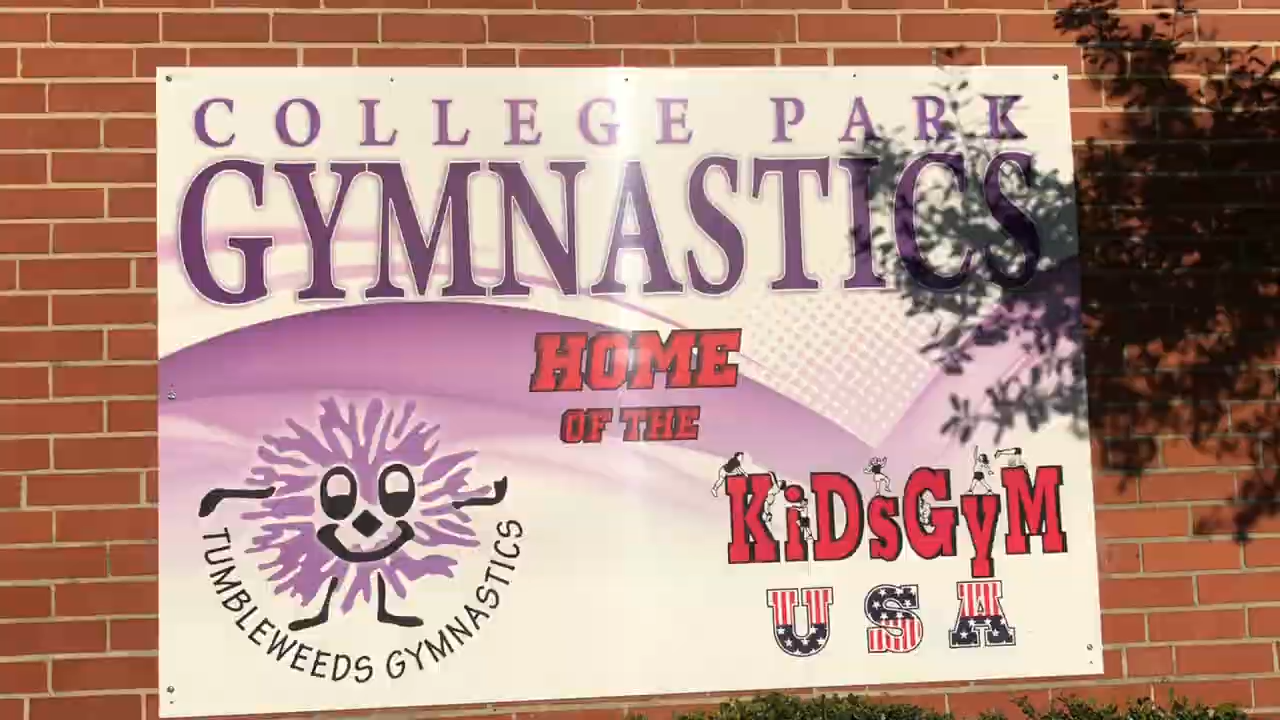 COLLEGE PARK
GYMNASTICS
HOME
OF THE
TUMBLEWEEDS GYMNASTICS
KiDsGyM
USA